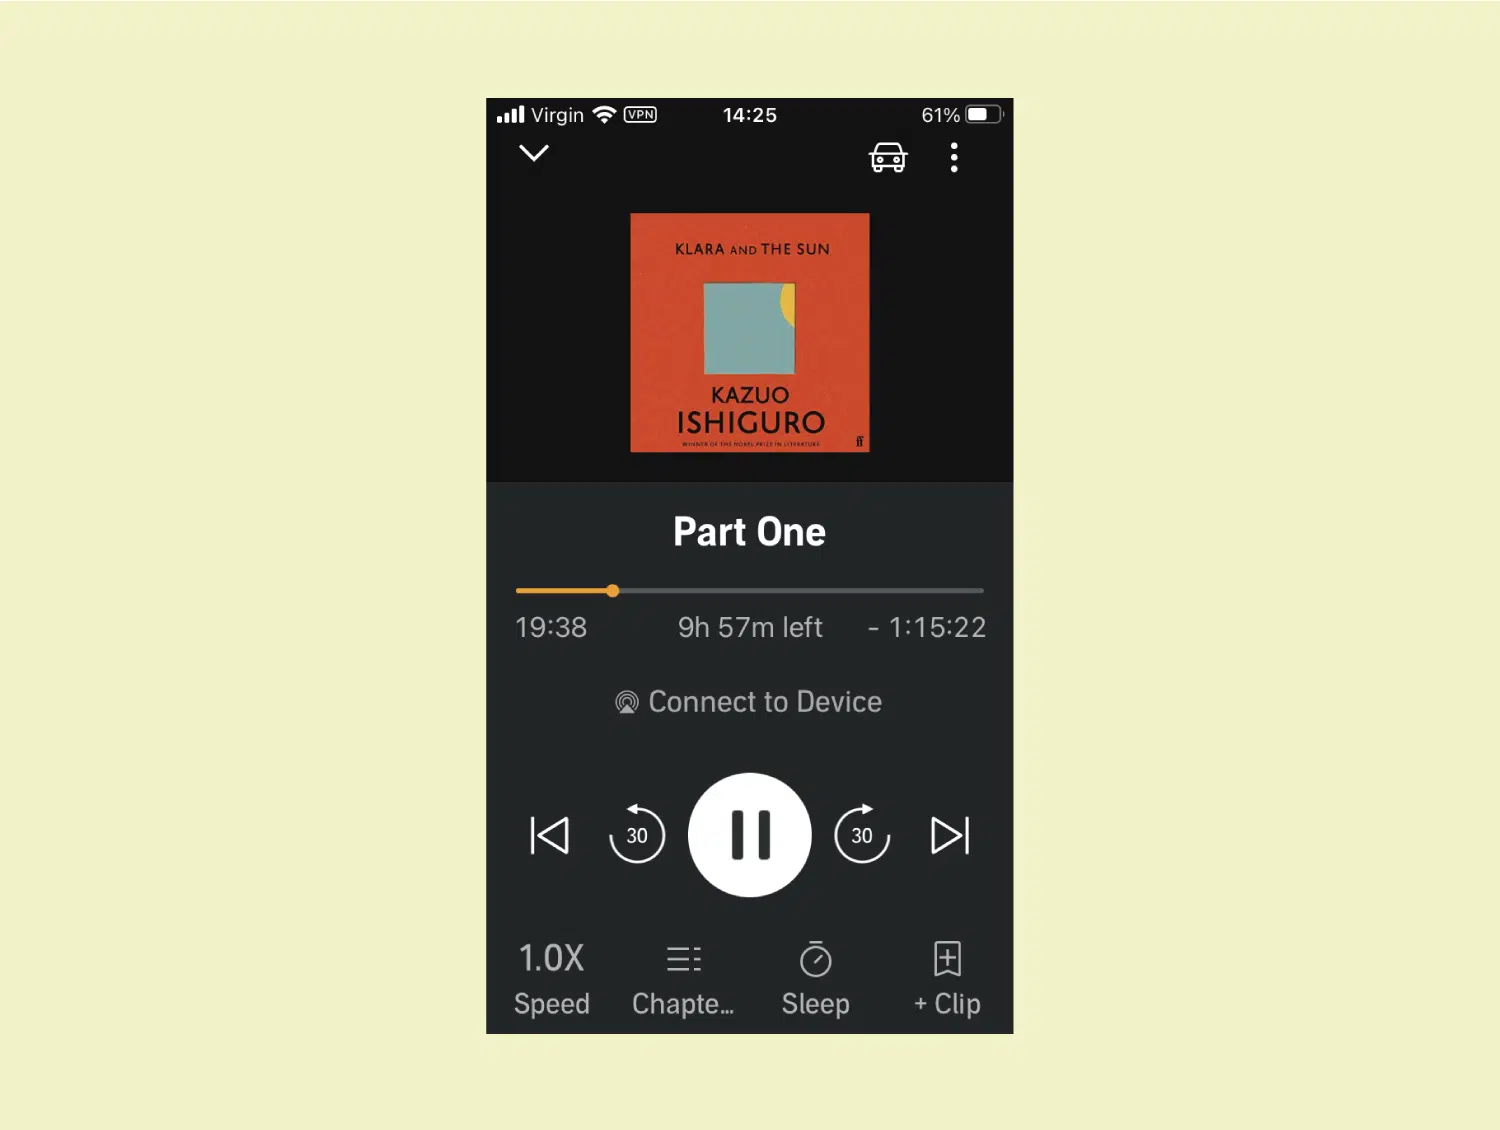 Virgin VPN 14:25 61%
KLARA AND THE SUN
KAZUO
ISHIGURO
WINNER OF THE NOBEL PRIZE IN LITERATURE
ff
Part One
19:38 9h 57m left - 1:15:22
Connect to Device
30 30
1.0X
Speed Chapte... Sleep + Clip